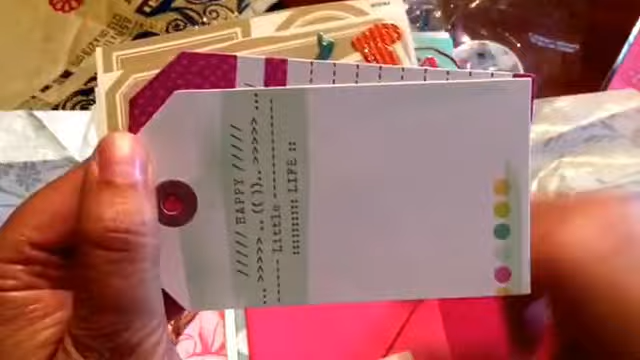 ///// HAPPY /////
-------- Little --------
:::::::::: LIFE ::